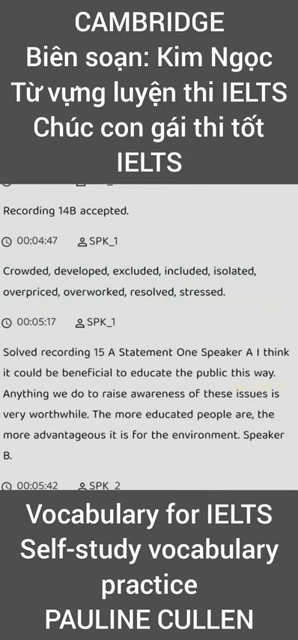 CAMBRIDGE
Biên soạn: Kim Ngọc
Từ vựng luyện thi IELTS
Chúc con gái thi tốt
IELTS
Recording 14B accepted.
00:04:47 SPK_1
Crowded, developed, excluded, included, isolated,
overpriced, overworked, resolved, stressed.
00:05:17 SPK_1
Solved recording 15 A Statement One Speaker A I think
it could be beneficial to educate the public this way.
Anything we do to raise awareness of these issues is
very worthwhile. The more educated people are, the
more advantageous it is for the environment. Speaker
B.
00:05:42 SPK_2
Vocabulary for IELTS
Self-study vocabulary
practice
PAULINE CULLEN